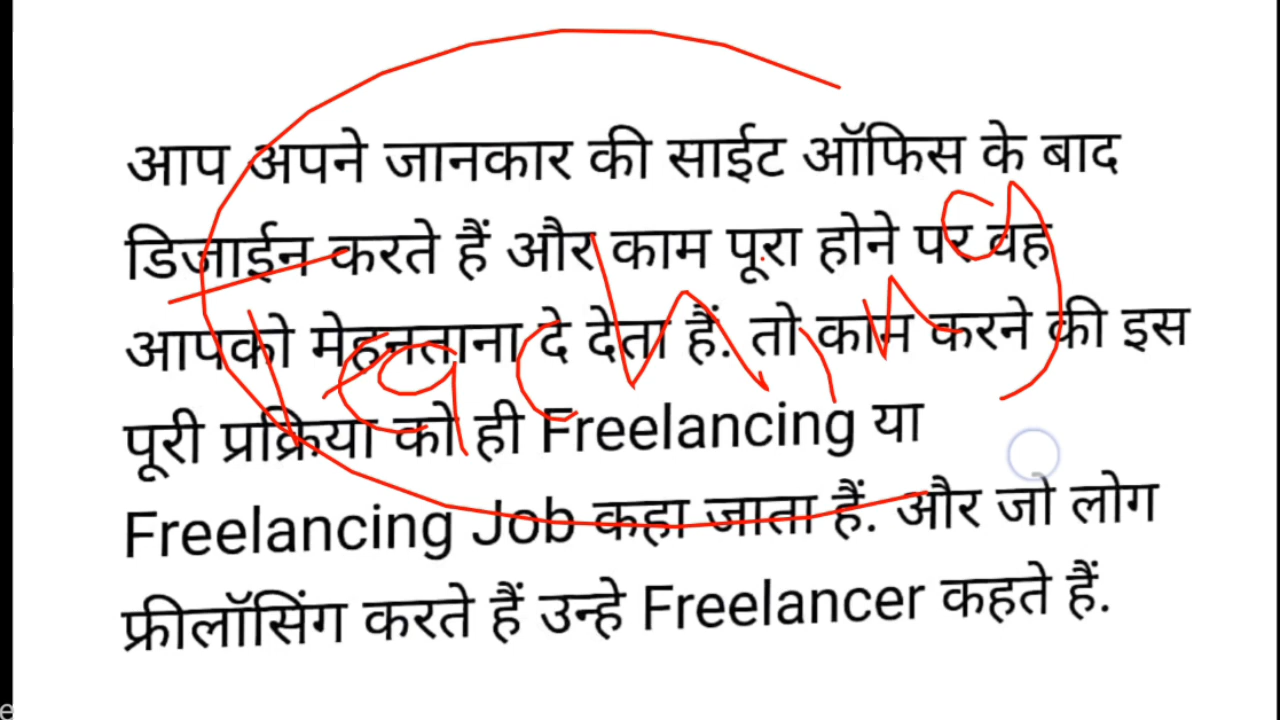 आप अपने जानकार की साईट ऑफिस के बाद
डिजाईन करते हैं और काम पूरा होने पर वह
आपको मेहनताना दे देता हैं. तो काम करने की इस
पूरी प्रक्रिया को ही Freelancing या
Freelancing Job कहा जाता हैं. और जो लोग
फ्रीलॉसिंग करते हैं उन्हे Freelancer कहते हैं.
Teaching
e